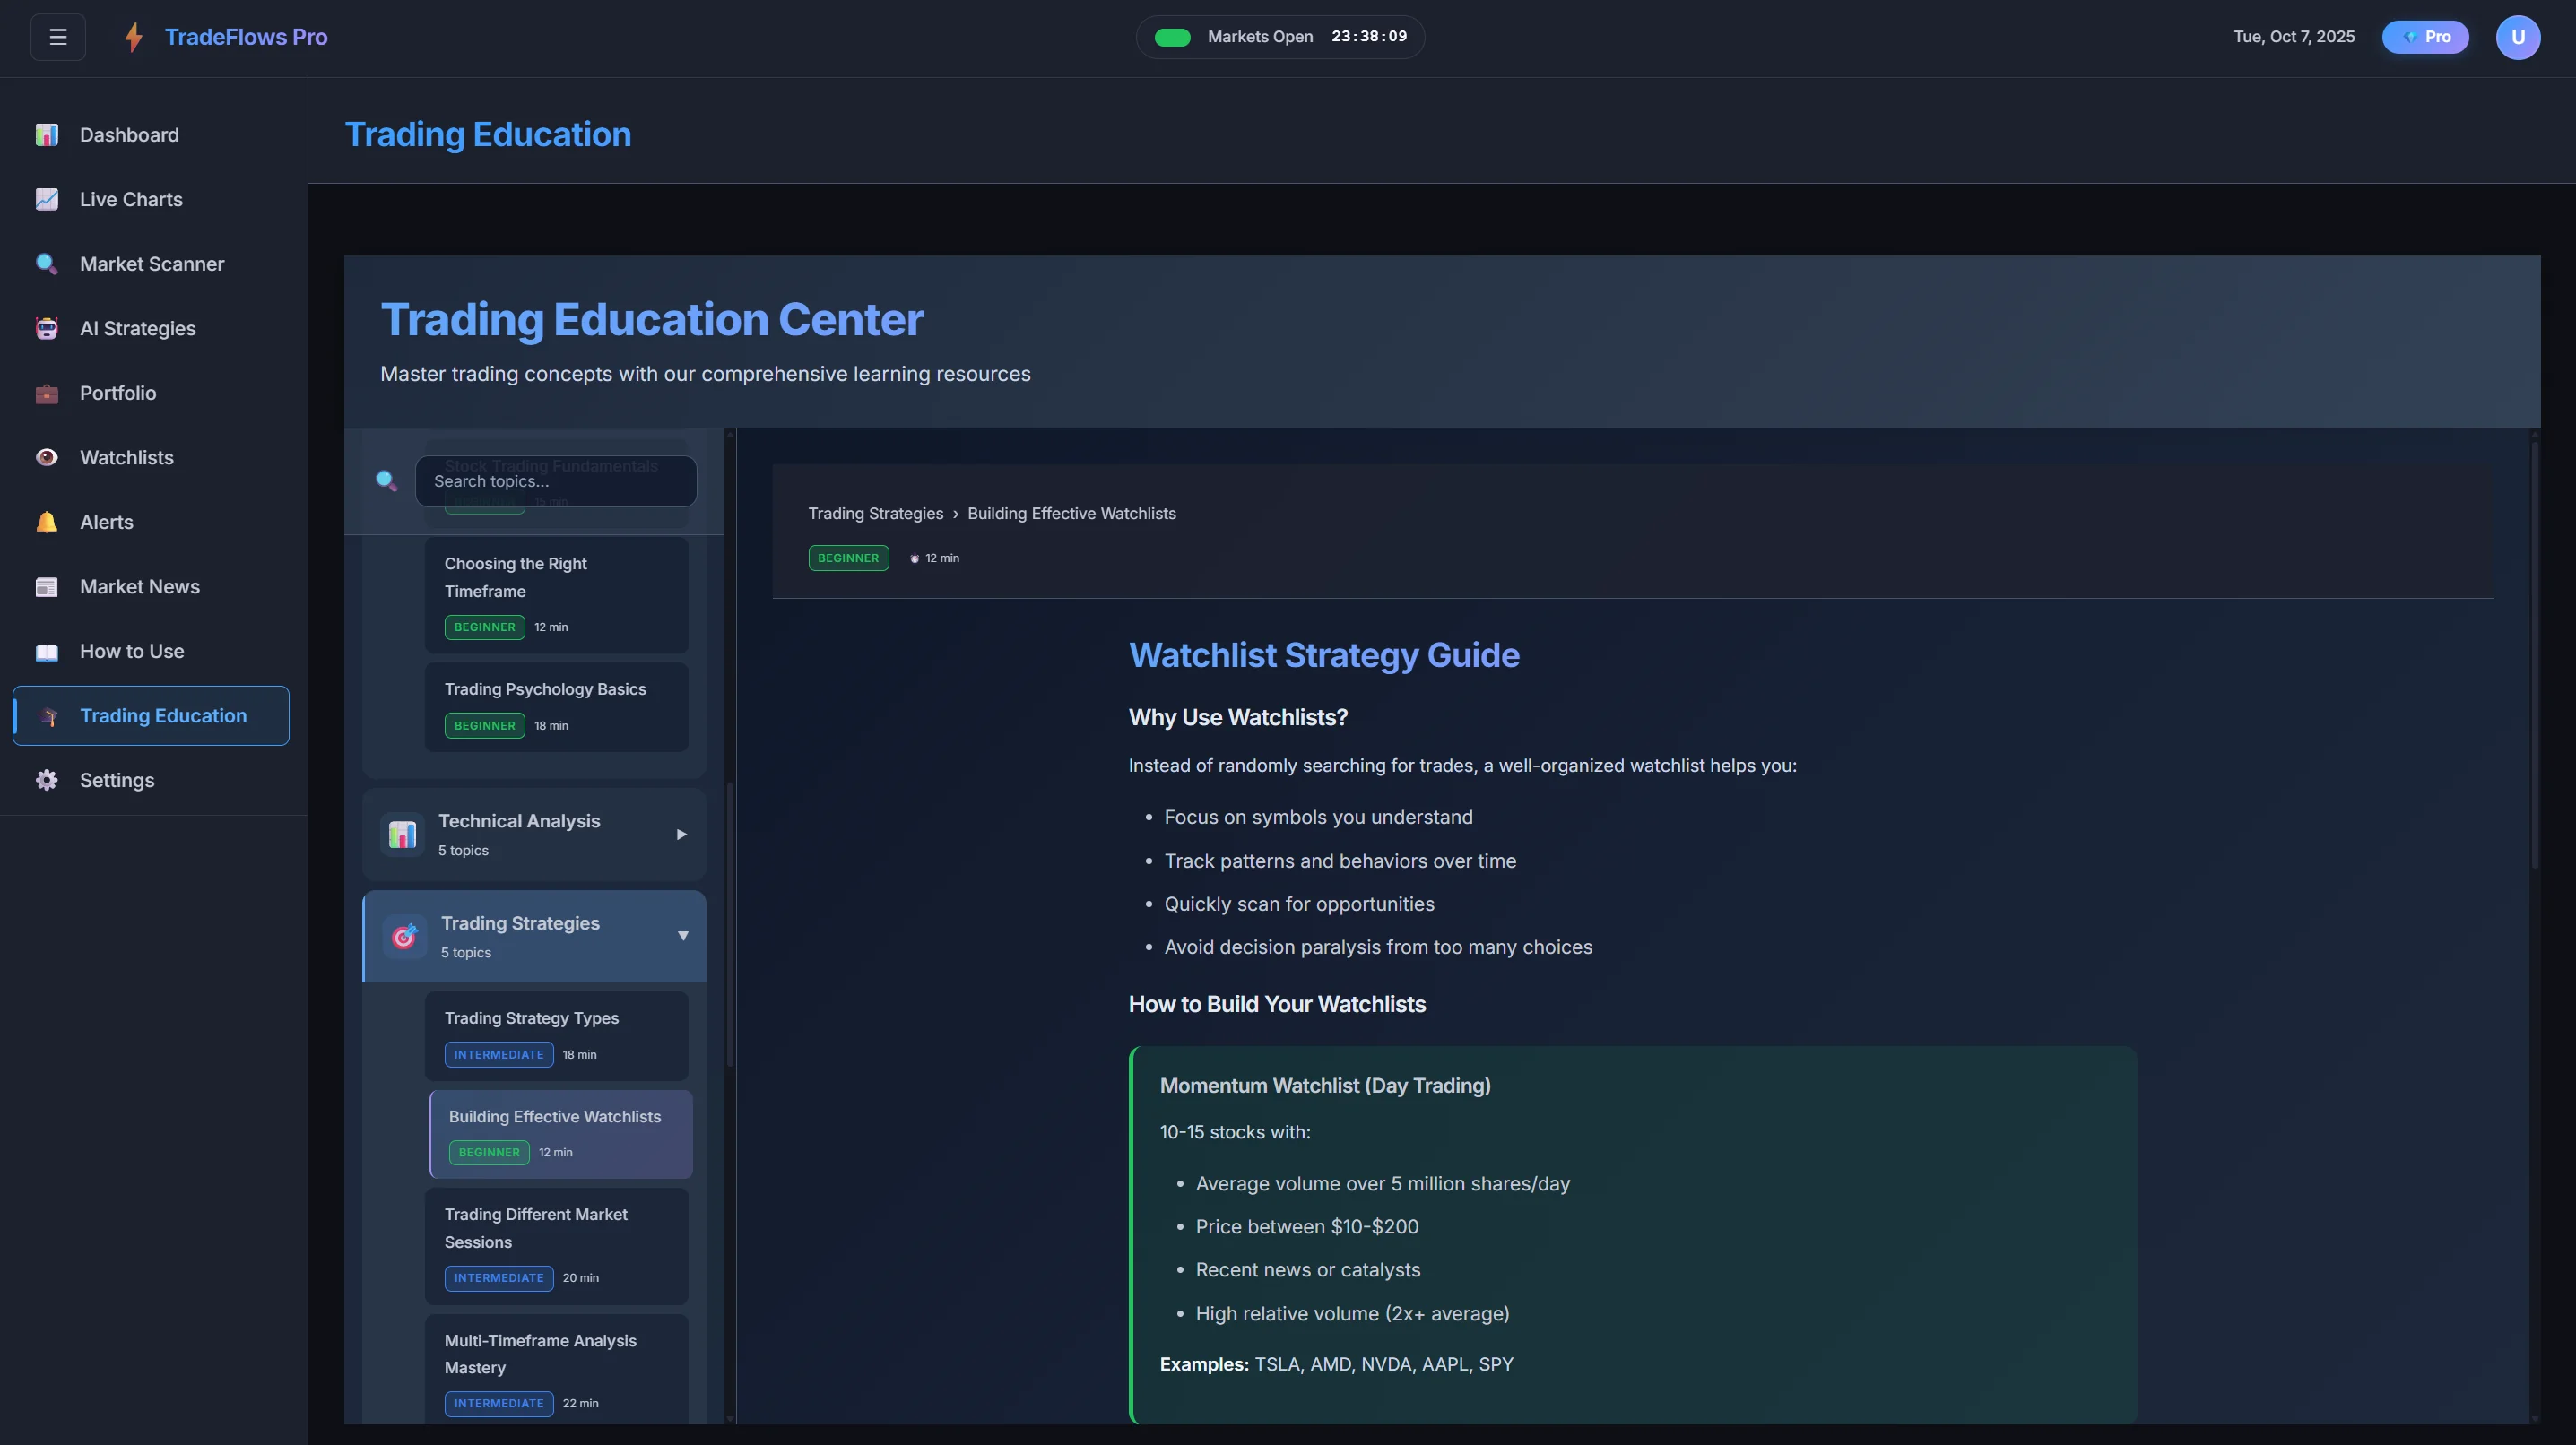 TradeFlows Pro
Markets Open 23:38:09
Tue, Oct 7, 2025
Pro
U
Dashboard
Live Charts
Market Scanner
AI Strategies
Portfolio
Watchlists
Alerts
Market News
How to Use
Trading Education
Settings
Trading Education
Trading Education Center
Master trading concepts with our comprehensive learning resources
Stock Trading Fundamentals
Search topics...
15 min
Choosing the Right
Timeframe
BEGINNER 12 min
Trading Psychology Basics
BEGINNER 18 min
Technical Analysis
5 topics
Trading Strategies
5 topics
Trading Strategy Types
INTERMEDIATE 18 min
Building Effective Watchlists
BEGINNER 12 min
Trading Different Market
Sessions
INTERMEDIATE 20 min
Multi-Timeframe Analysis
Mastery
INTERMEDIATE 22 min
Trading Strategies › Building Effective Watchlists
BEGINNER 12 min
Watchlist Strategy Guide
Why Use Watchlists?
Instead of randomly searching for trades, a well-organized watchlist helps you:
• Focus on symbols you understand
• Track patterns and behaviors over time
• Quickly scan for opportunities
• Avoid decision paralysis from too many choices
How to Build Your Watchlists
Momentum Watchlist (Day Trading)
10-15 stocks with:
• Average volume over 5 million shares/day
• Price between $10-$200
• Recent news or catalysts
• High relative volume (2x+ average)
Examples: TSLA, AMD, NVDA, AAPL, SPY